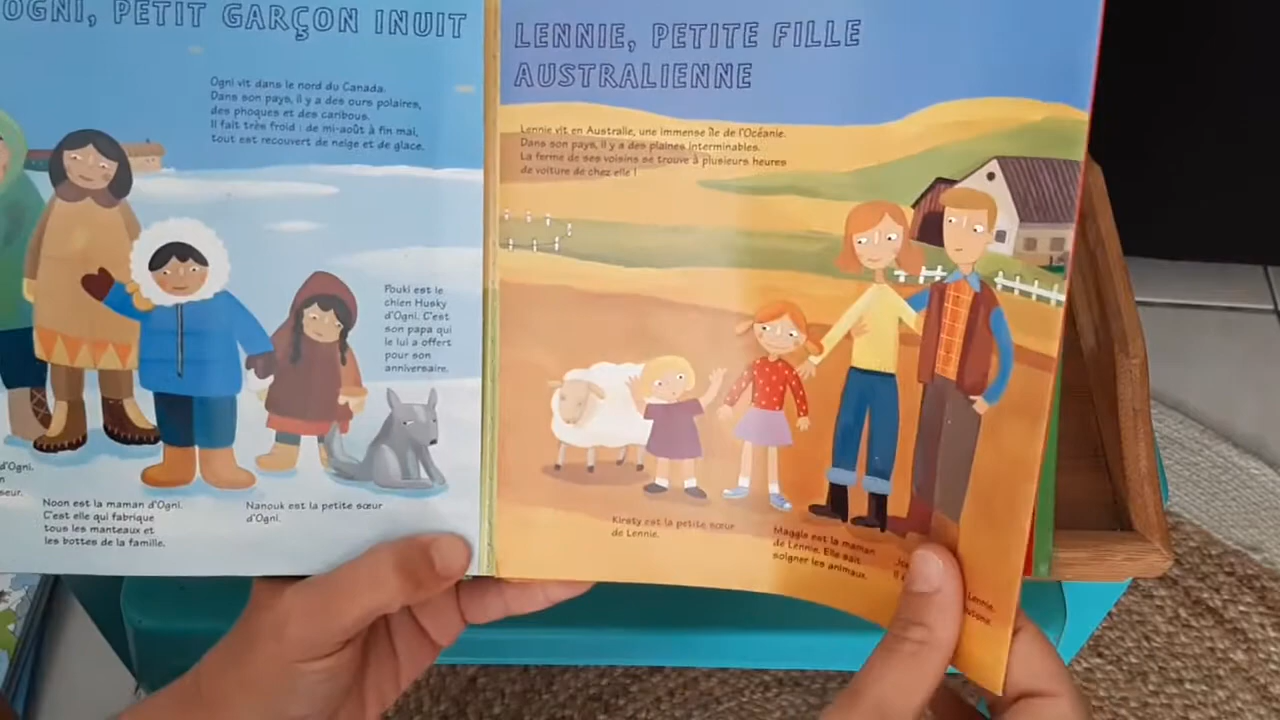 OGNI, PETIT GARÇON INUIT
Ogni vit dans le nord du Canada.
Dans son pays, il y a des ours polaires,
des phoques et des caribous.
Il fait très froid : de mi-août à fin mai,
tout est recouvert de neige et de glace.
Pouki est le
chien Husky
d'Ogni. C'est
son papa qui
le lui a offert
pour son
anniversaire.
d'Ogni.
Noon est la maman d'Ogni.
C'est elle qui fabrique
tous les manteaux et
les bottes de la famille.
Nanouk est la petite sœur
d'Ogni.
LENNIE, PETITE FILLE
AUSTRALIENNE
Lennie vit en Australie, une immense île de l'Océanie.
Dans son pays, il y a des plaines interminables.
La ferme de ses voisins se trouve à plusieurs heures
de voiture de chez elle !
Kirsty est la petite sœur
de Lennie.
Maggie est la maman
de Lennie. Elle sait
soigner les animaux.
Lennie.